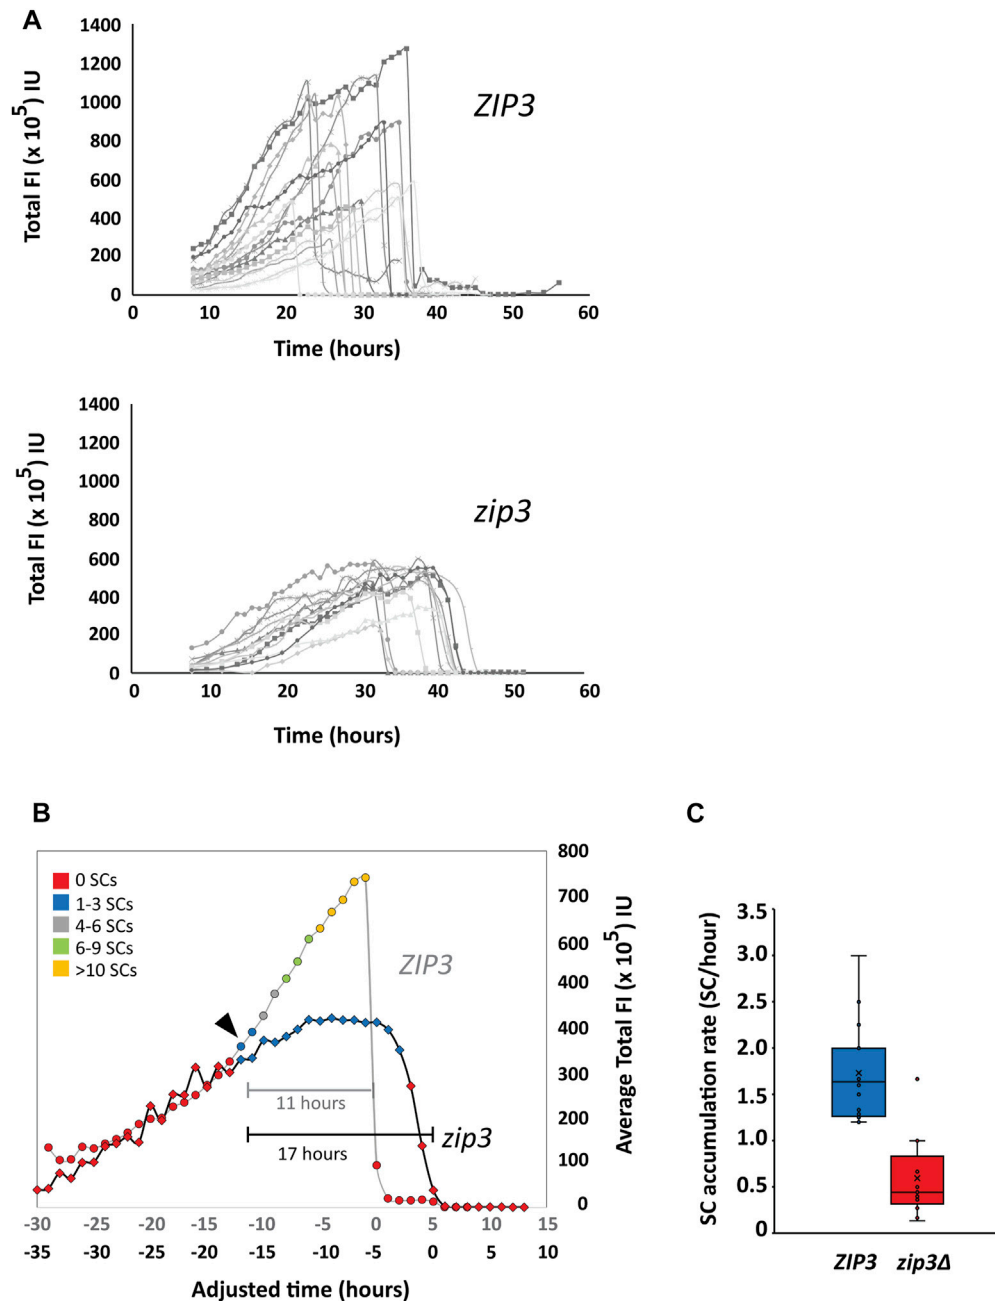 A
1400
1200
1000
800
600
400
200
0
Total FI (x 10^5) IU
ZIP3
0 10 20 30 40 50 60
Time (hours)
1400
1200
1000
800
600
400
200
0
Total FI (x 10^5) IU
zip3
0 10 20 30 40 50 60
Time (hours)
B
0 SCs
1-3 SCs
4-6 SCs
6-9 SCs
>10 SCs
ZIP3
11 hours
zip3
17 hours
800
700
600
400
400
300
200
100
0
Average Total FI (x 10^5) IU
-30 -25 -20 -15 -10 -5 0 5 10 15
-35 -30 -25 -20 -15 -10 -5 0 5 10
Adjusted time (hours)
C
3.5
3.0
2.5
2.0
1.5
1.0
0.5
0
SC accumulation rate (SC/hour)
ZIP3 zip3Δ